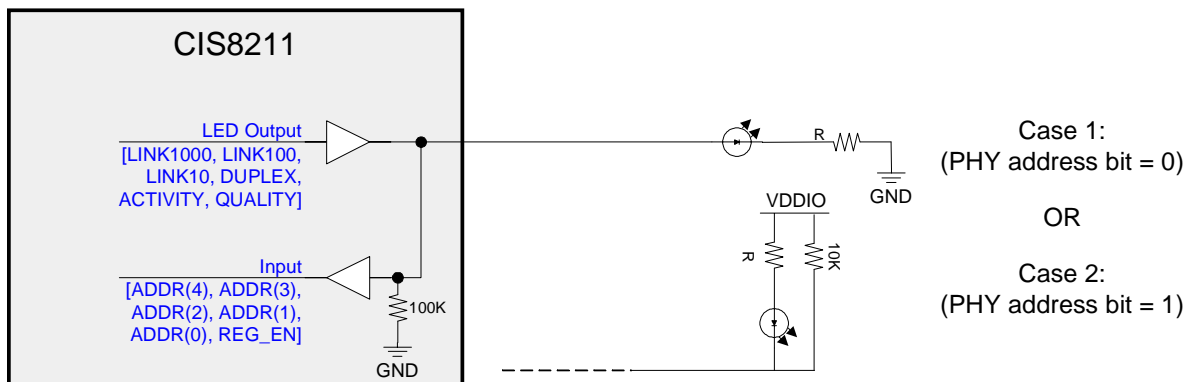 CIS8211
LED Output
[LINK1000, LINK100,
LINK10, DUPLEX,
ACTIVITY, QUALITY]
R
GND
Case 1:
(PHY address bit = 0)
OR
Case 2:
(PHY address bit = 1)
VDDIO
R
10K
Input
[ADDR(4), ADDR(3),
ADDR(2), ADDR(1),
ADDR(0), REG_EN]
100K
GND